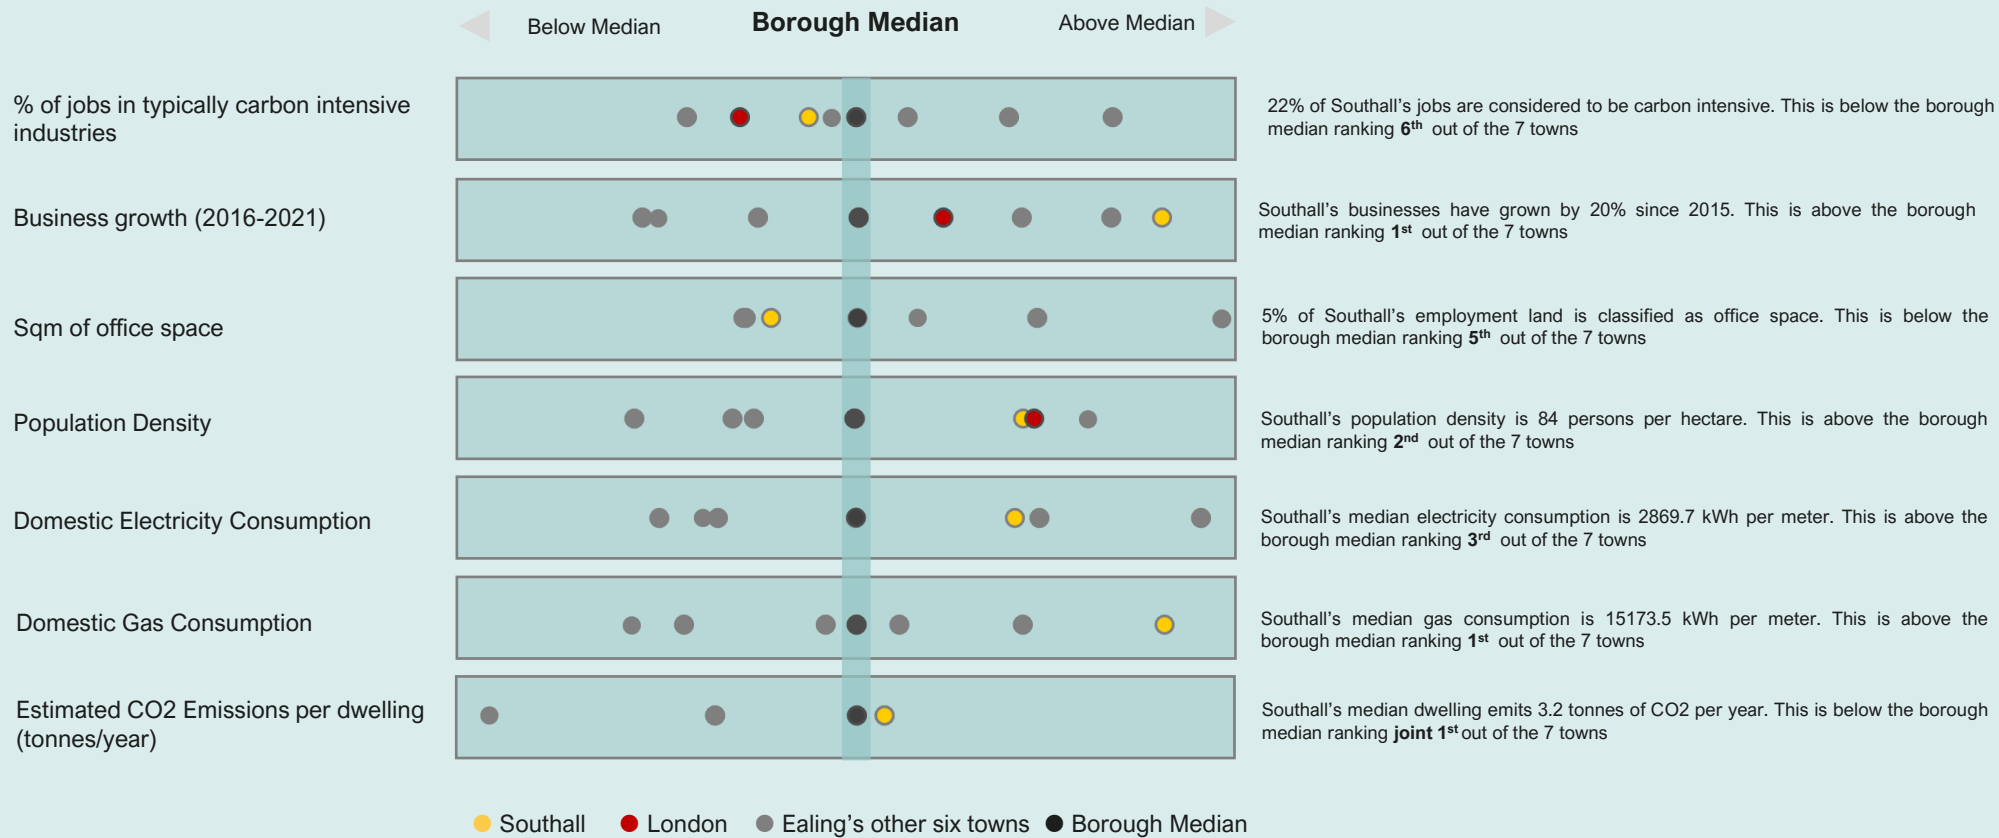 Below Median
Borough Median
Above Median
% of jobs in typically carbon intensive
industries
22% of Southall's jobs are considered to be carbon intensive. This is below the borough
median ranking 6th out of the 7 towns
Business growth (2016-2021)
Southall's businesses have grown by 20% since 2015. This is above the borough
median ranking 1st out of the 7 towns
Sqm of office space
5% of Southall's employment land is classified as office space. This is below the
borough median ranking 5th out of the 7 towns
Population Density
Southall's population density is 84 persons per hectare. This is above the borough
median ranking 2nd out of the 7 towns
Domestic Electricity Consumption
Southall's median electricity consumption is 2869.7 kWh per meter. This is above the
borough median ranking 3rd out of the 7 towns
Domestic Gas Consumption
Southall's median gas consumption is 15173.5 kWh per meter. This is above the
borough median ranking 1st out of the 7 towns
Estimated CO2 Emissions per dwelling
(tonnes/year)
Southall's median dwelling emits 3.2 tonnes of CO2 per year. This is below the borough
median ranking joint 1st out of the 7 towns
Southall
London
Ealing's other six towns
Borough Median